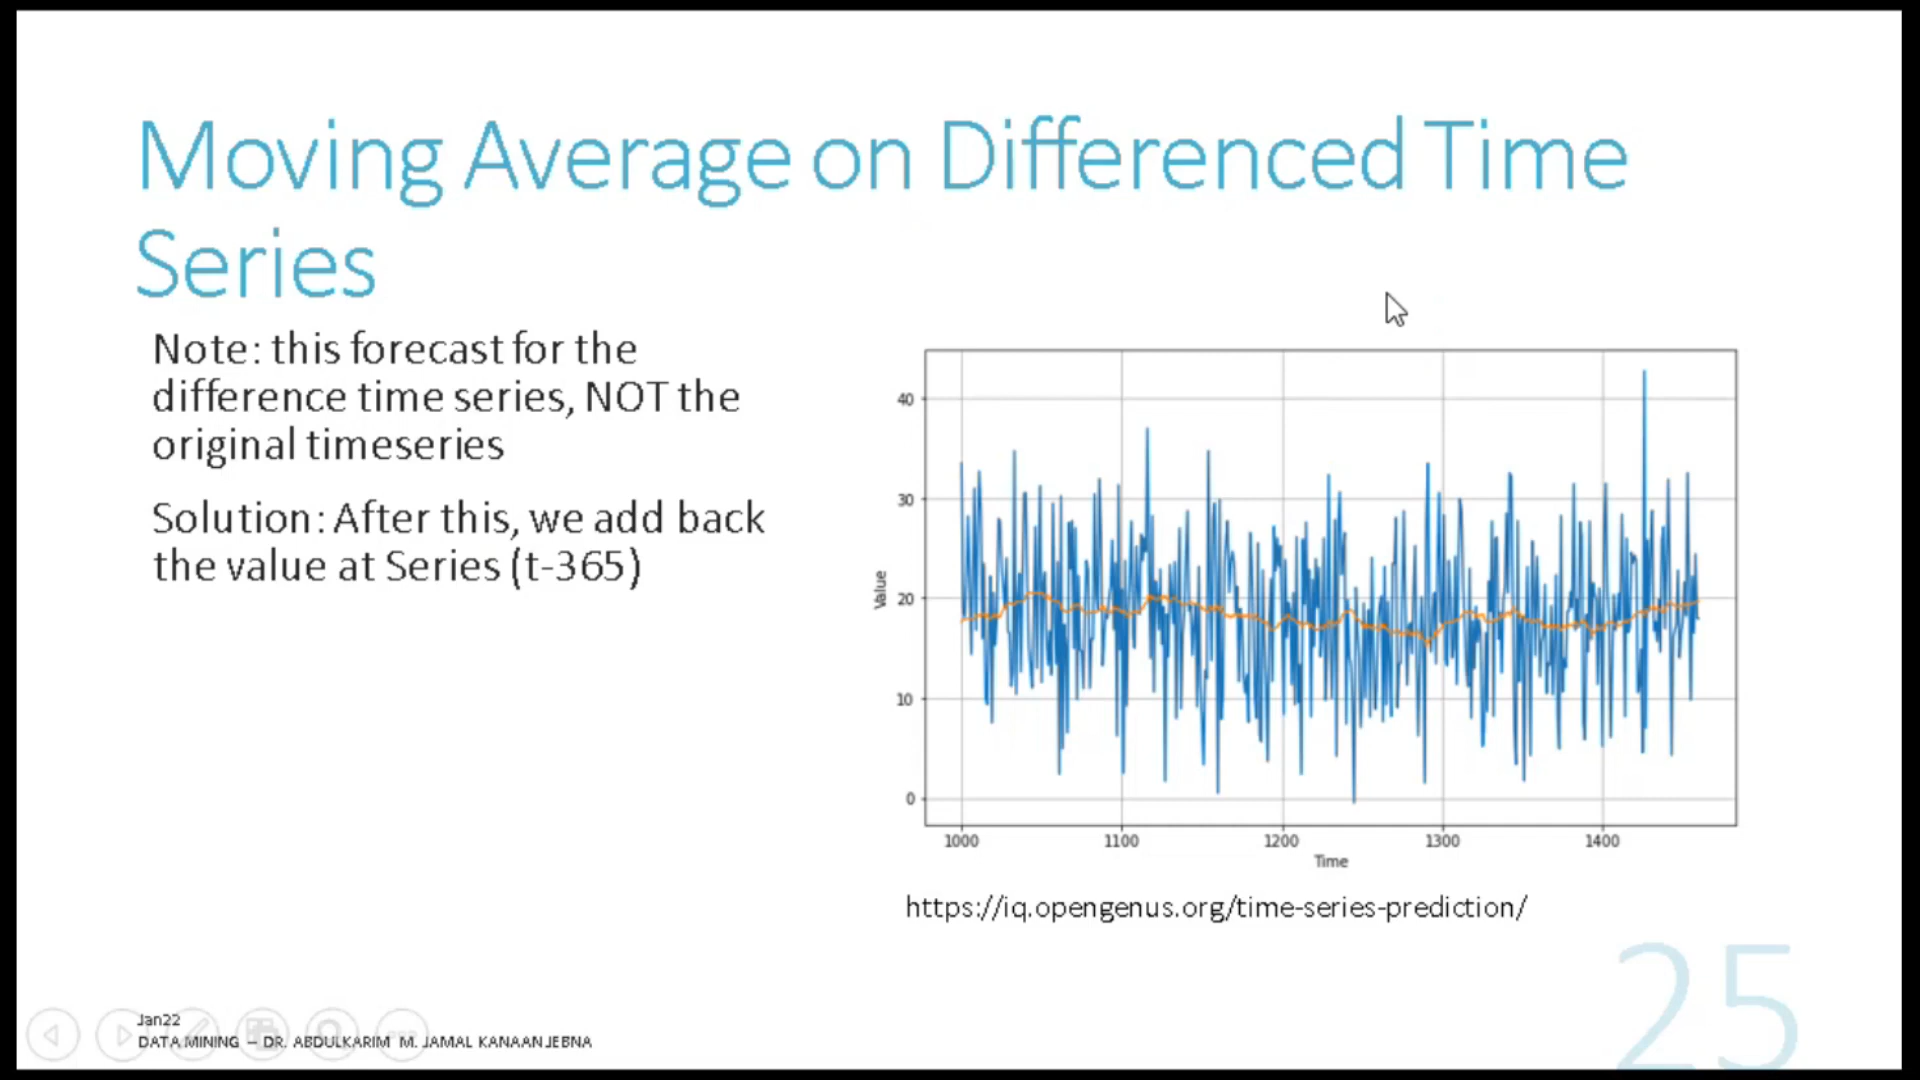 Moving Average on Differenced Time
Series
Note: this forecast for the
difference time series, NOT the
original timeseries
Solution: After this, we add back
the value at Series (t-365)
40
30
20
10
0
Value
1000 1100 1200 1300 1400
Time
https://iq.opengenus.org/time-series-prediction/
25
Jan22
DATA MINING – DR. ABDULKARIM M. JAMAL KANAAN JEBNA